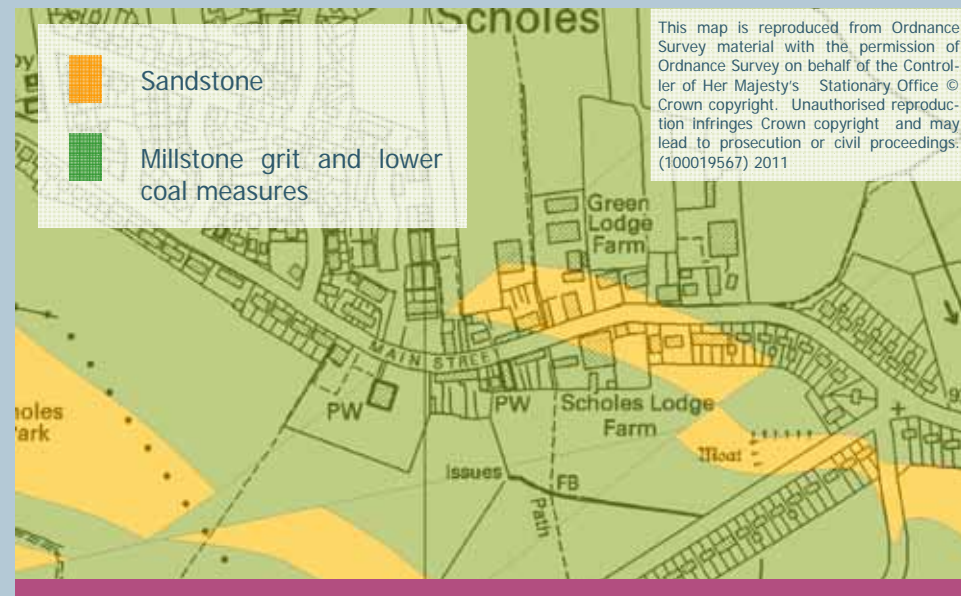 Scholes
Sandstone
Millstone grit and lower
coal measures
This map is reproduced from Ordnance
Survey material with the permission of
Ordnance Survey on behalf of the Control-
ler of Her Majesty's Stationary Office ©
Crown copyright. Unauthorised reproduc-
tion infringes Crown copyright and may
lead to prosecution or civil proceedings.
(100019567) 2011
Green
Lodge
Farm
MAIN STREET
PW
PW
Scholes Lodge
Farm
holes
Park
Moat
Issues
FB
Path